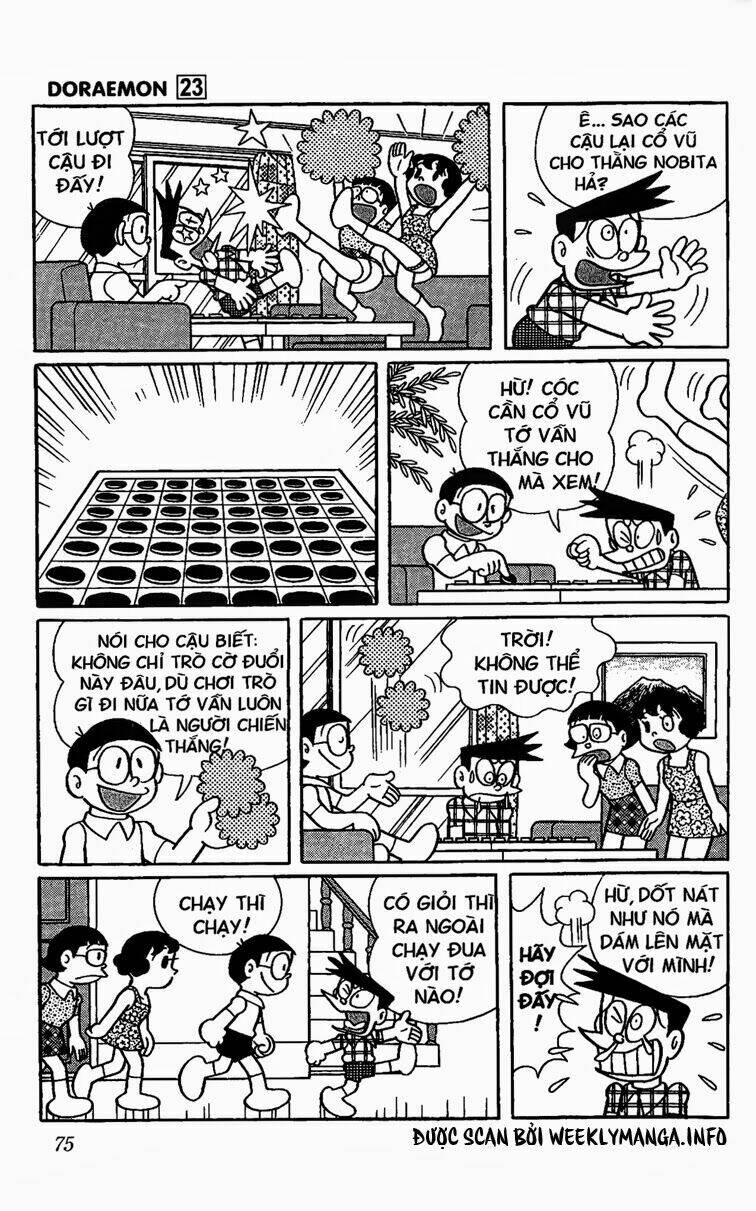 DORAEMON 23
TỚI LƯỢT
CẬU ĐI
ĐẤY!
Ê... SAO CÁC
CẬU LẠI CỔ VŨ
CHO THẰNG NOBITA
HẢ?
HỪ! CÓC
CẦN CỔ VŨ
TỚ VẪN
THẮNG CHO
MÀ XEM!
NÓI CHO CẬU BIẾT:
KHÔNG CHỈ TRÒ CỜ ĐUỔI
NÀY ĐÂU, DÙ CHƠI TRÒ
GÌ ĐI NỮA TỚ VẪN LUÔN
LÀ NGƯỜI CHIẾN
THẮNG!
TRỜI!
KHÔNG THỂ
TIN ĐƯỢC!
CHẠY THÌ
CHẠY!
CÓ GIỎI THÌ
RA NGOÀI
CHẠY ĐUA
VỚI TỚ
NÀO!
HỪ, DỐT NÁT
NHƯ NÓ MÀ
DÁM LÊN MẶT
VỚI MÌNH!
HÃY
ĐỢI
ĐẤY
!
75
ĐƯỢC SCAN BỞI WEEKLYMANGA.INFO